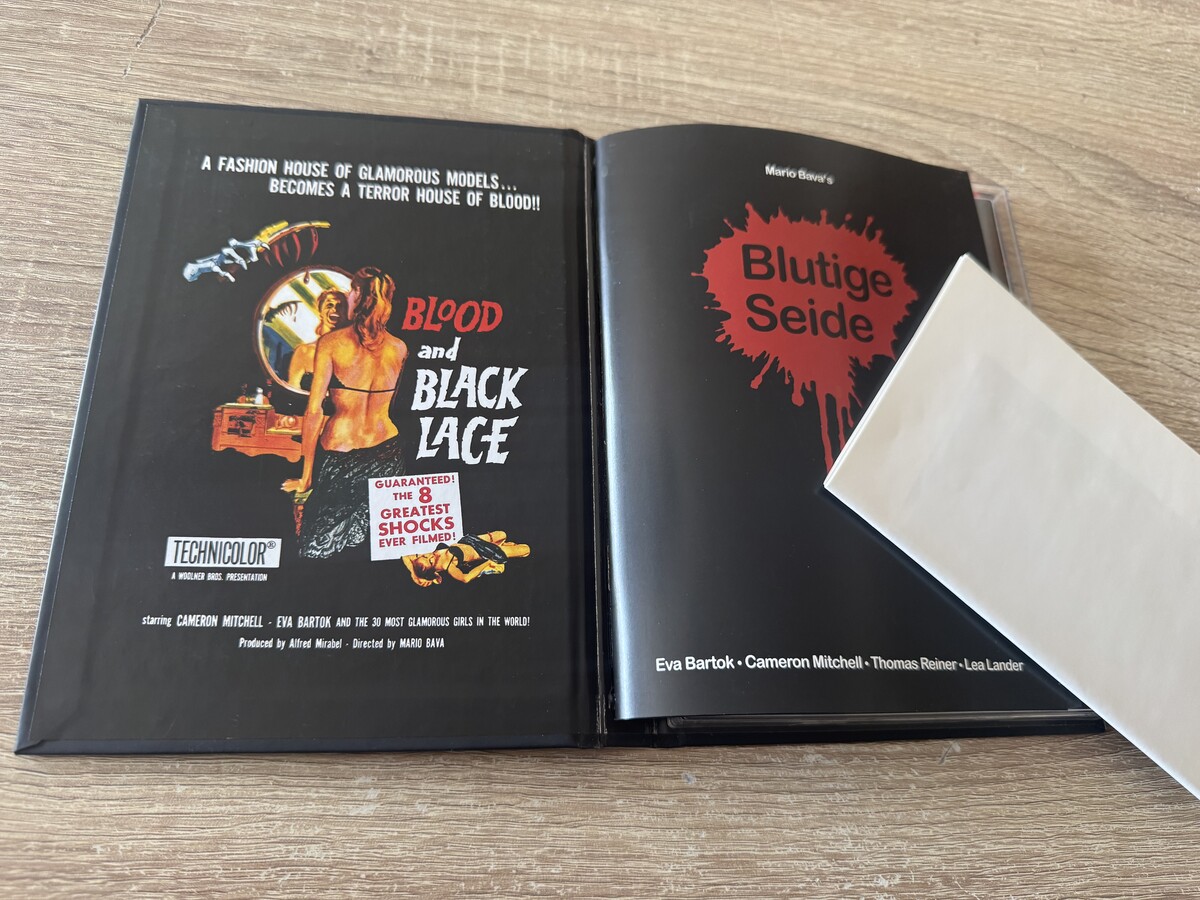 A FASHION HOUSE OF GLAMOROUS MODELS...
BECOMES A TERROR HOUSE OF BLOOD!!
BLOOD
and
BLACK
LACE
GUARANTEED!
THE 8
GREATEST
SHOCKS
EVER FILMED!
TECHNICOLOR®
A WOOLNER BROS. PRESENTATION
starring CAMERON MITCHELL - EVA BARTOK AND THE 30 MOST GLAMOROUS GIRLS IN THE WORLD!
Produced by Alfred Mirabel - Directed by MARIO BAVA
Mario Bava's
Blutige
Seide
Eva Bartok • Cameron Mitchell • Thomas Reiner • Lea Lander